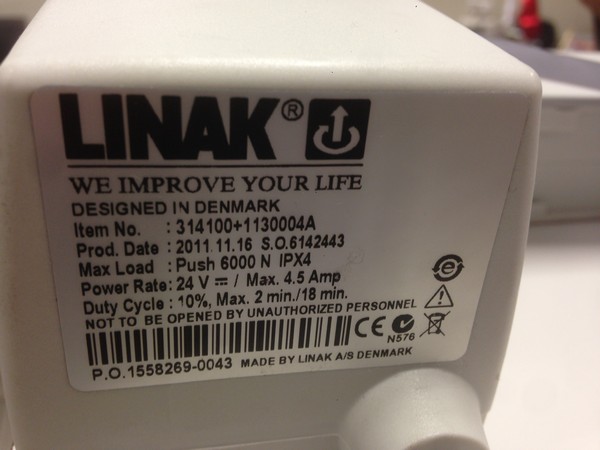 LINAK®
WE IMPROVE YOUR LIFE
DESIGNED IN DENMARK
Item No. : 314100+1130004A
Prod. Date : 2011.11.16 S.O.6142443
Max Load : Push 6000 N IPX4
Power Rate: 24 V ⎓ / Max. 4.5 Amp
Duty Cycle : 10%, Max. 2 min./18 min.
NOT TO BE OPENED BY UNAUTHORIZED PERSONNEL
CE
N576
P.O.1558269-0043 MADE BY LINAK A/S DENMARK